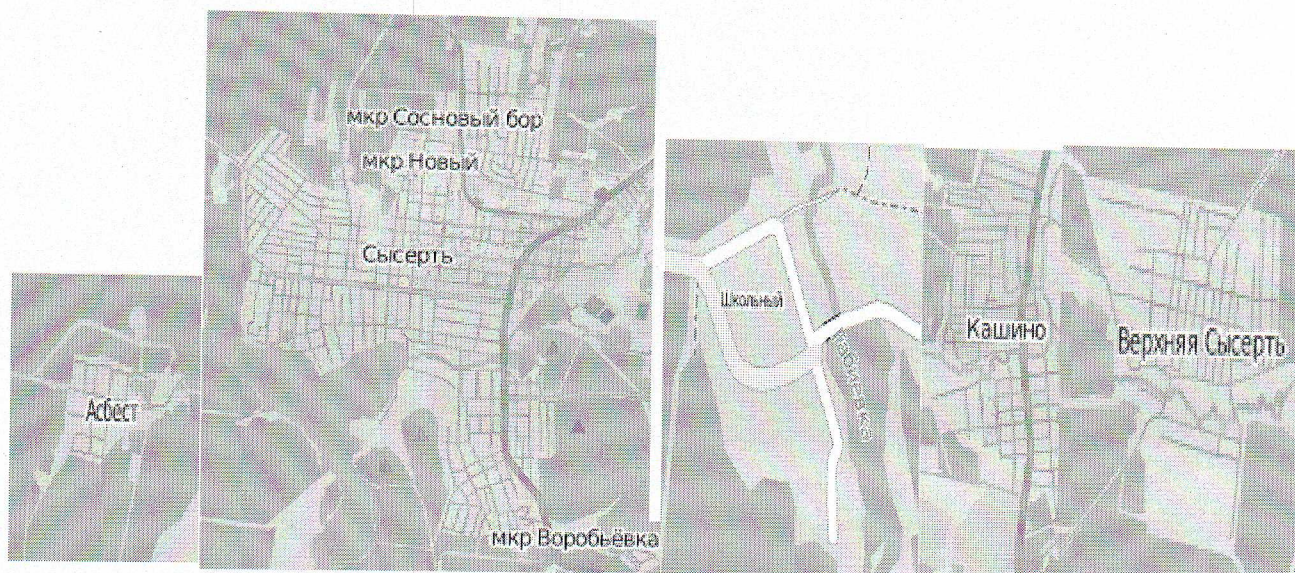 мкр Сосновый бор
мкр Новый
Сысерть
Асбест
мкр Воробьёвка
Школьный
Кашино
Верхняя Сысерть